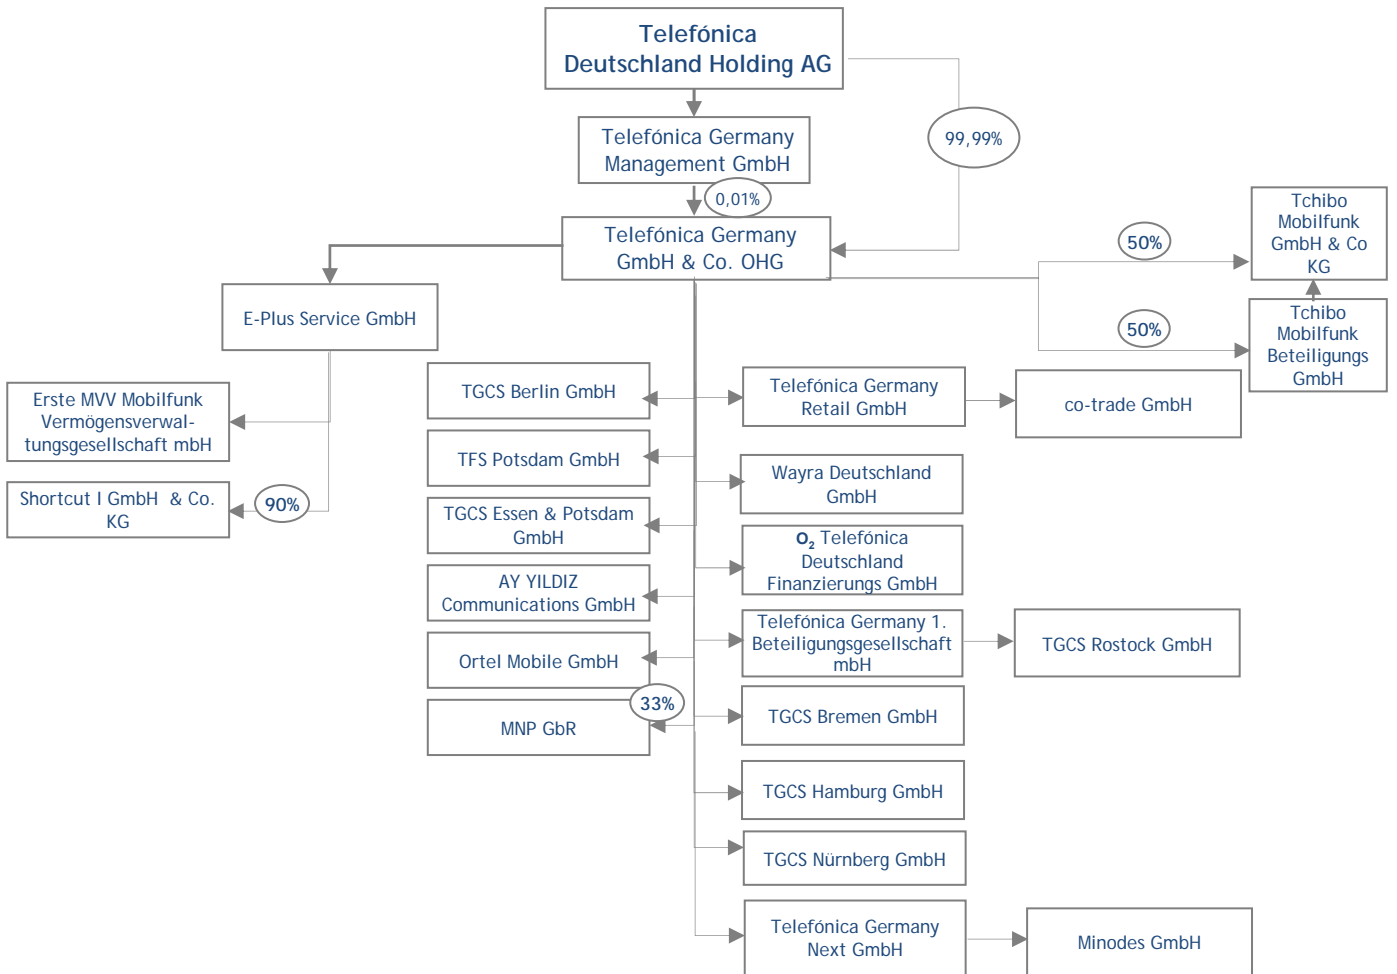 Telefónica
Deutschland Holding AG
Telefónica Germany
Management GmbH
99,99%
0,01%
Telefónica Germany
GmbH & Co. OHG
50%
Tchibo
Mobilfunk
GmbH & Co
KG
50%
Tchibo
Mobilfunk
Beteiligungs
GmbH
E-Plus Service GmbH
Erste MVV Mobilfunk
Vermögensverwal-
tungsgesellschaft mbH
Shortcut I GmbH & Co.
KG
90%
TGCS Berlin GmbH
TFS Potsdam GmbH
TGCS Essen & Potsdam
GmbH
AY YILDIZ
Communications GmbH
Ortel Mobile GmbH
33%
MNP GbR
Telefónica Germany
Retail GmbH
co-trade GmbH
Wayra Deutschland
GmbH
O2 Telefónica
Deutschland
Finanzierungs GmbH
Telefónica Germany 1.
Beteiligungsgesellschaft
mbH
TGCS Rostock GmbH
TGCS Bremen GmbH
TGCS Hamburg GmbH
TGCS Nürnberg GmbH
Telefónica Germany
Next GmbH
Minodes GmbH